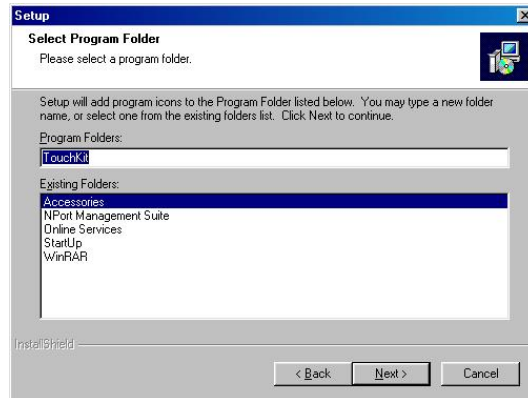 Setup
Select Program Folder
Please select a program folder.
Setup will add program icons to the Program Folder listed below. You may type a new folder
name, or select one from the existing folders list. Click Next to continue.
Program Folders:
TouchKit
Existing Folders:
Accessories
NPort Management Suite
Online Services
StartUp
WinRAR
InstallShield
< Back
Next >
Cancel